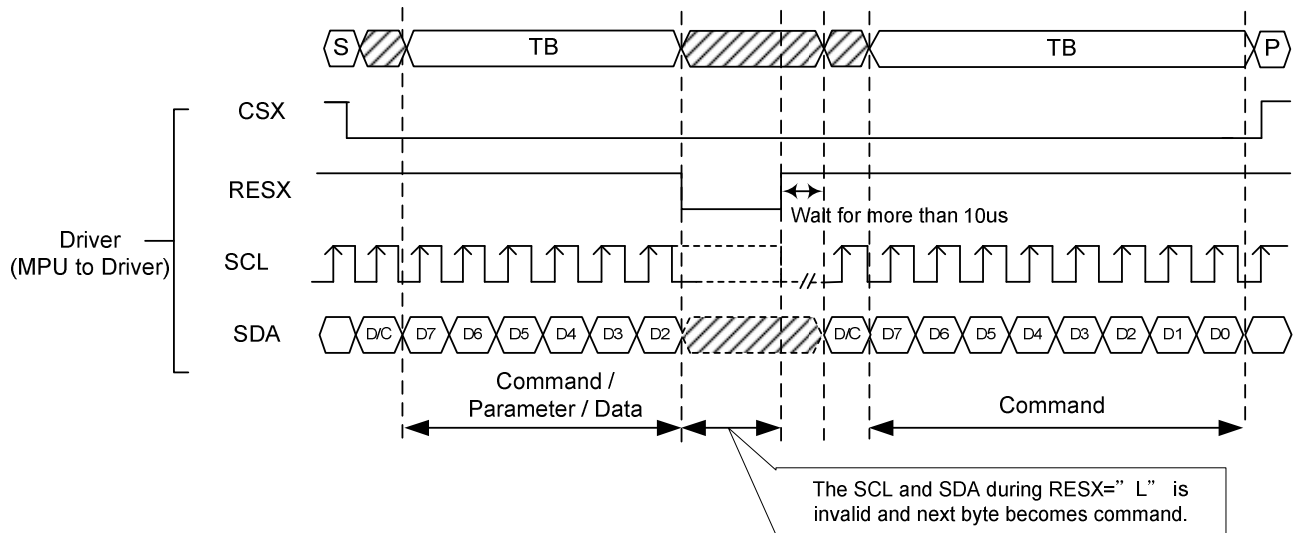 S TB TB P
CSX
RESX
Wait for more than 10us
Driver
(MPU to Driver)
SCL
SDA D/C D7 D6 D5 D4 D3 D2 D/C D7 D6 D5 D4 D3 D2 D1 D0
Command /
Parameter / Data
Command
The SCL and SDA during RESX=”L” is
invalid and next byte becomes command.